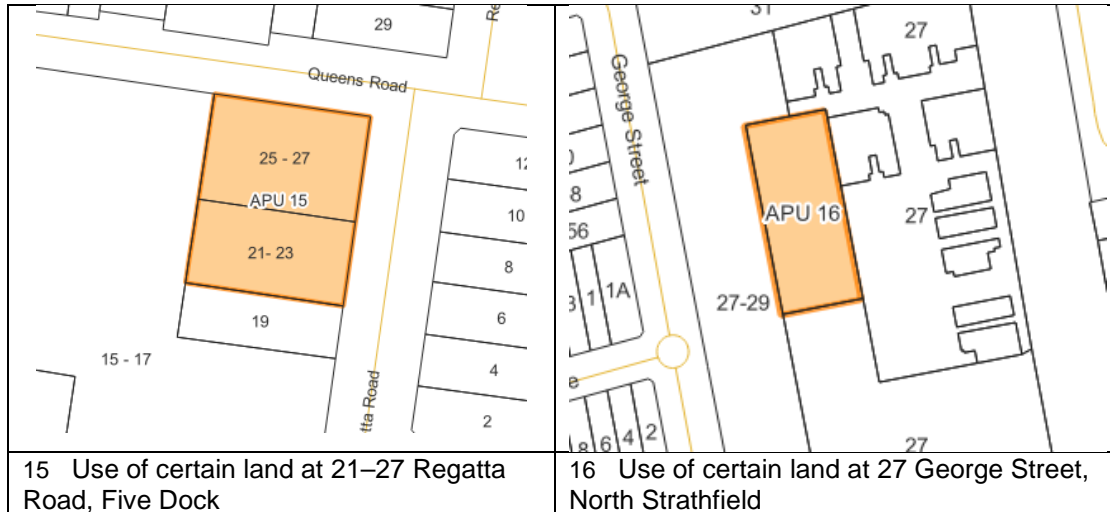 29
Queens Road
25 - 27
APU 15
21- 23
19
15 - 17
10
8
6
4
2
tta Road
31
27
George Street
8
56
1
1A
APU 16
27
27-29
e
8
6
4
2
27
15 Use of certain land at 21–27 Regatta
Road, Five Dock
16 Use of certain land at 27 George Street,
North Strathfield